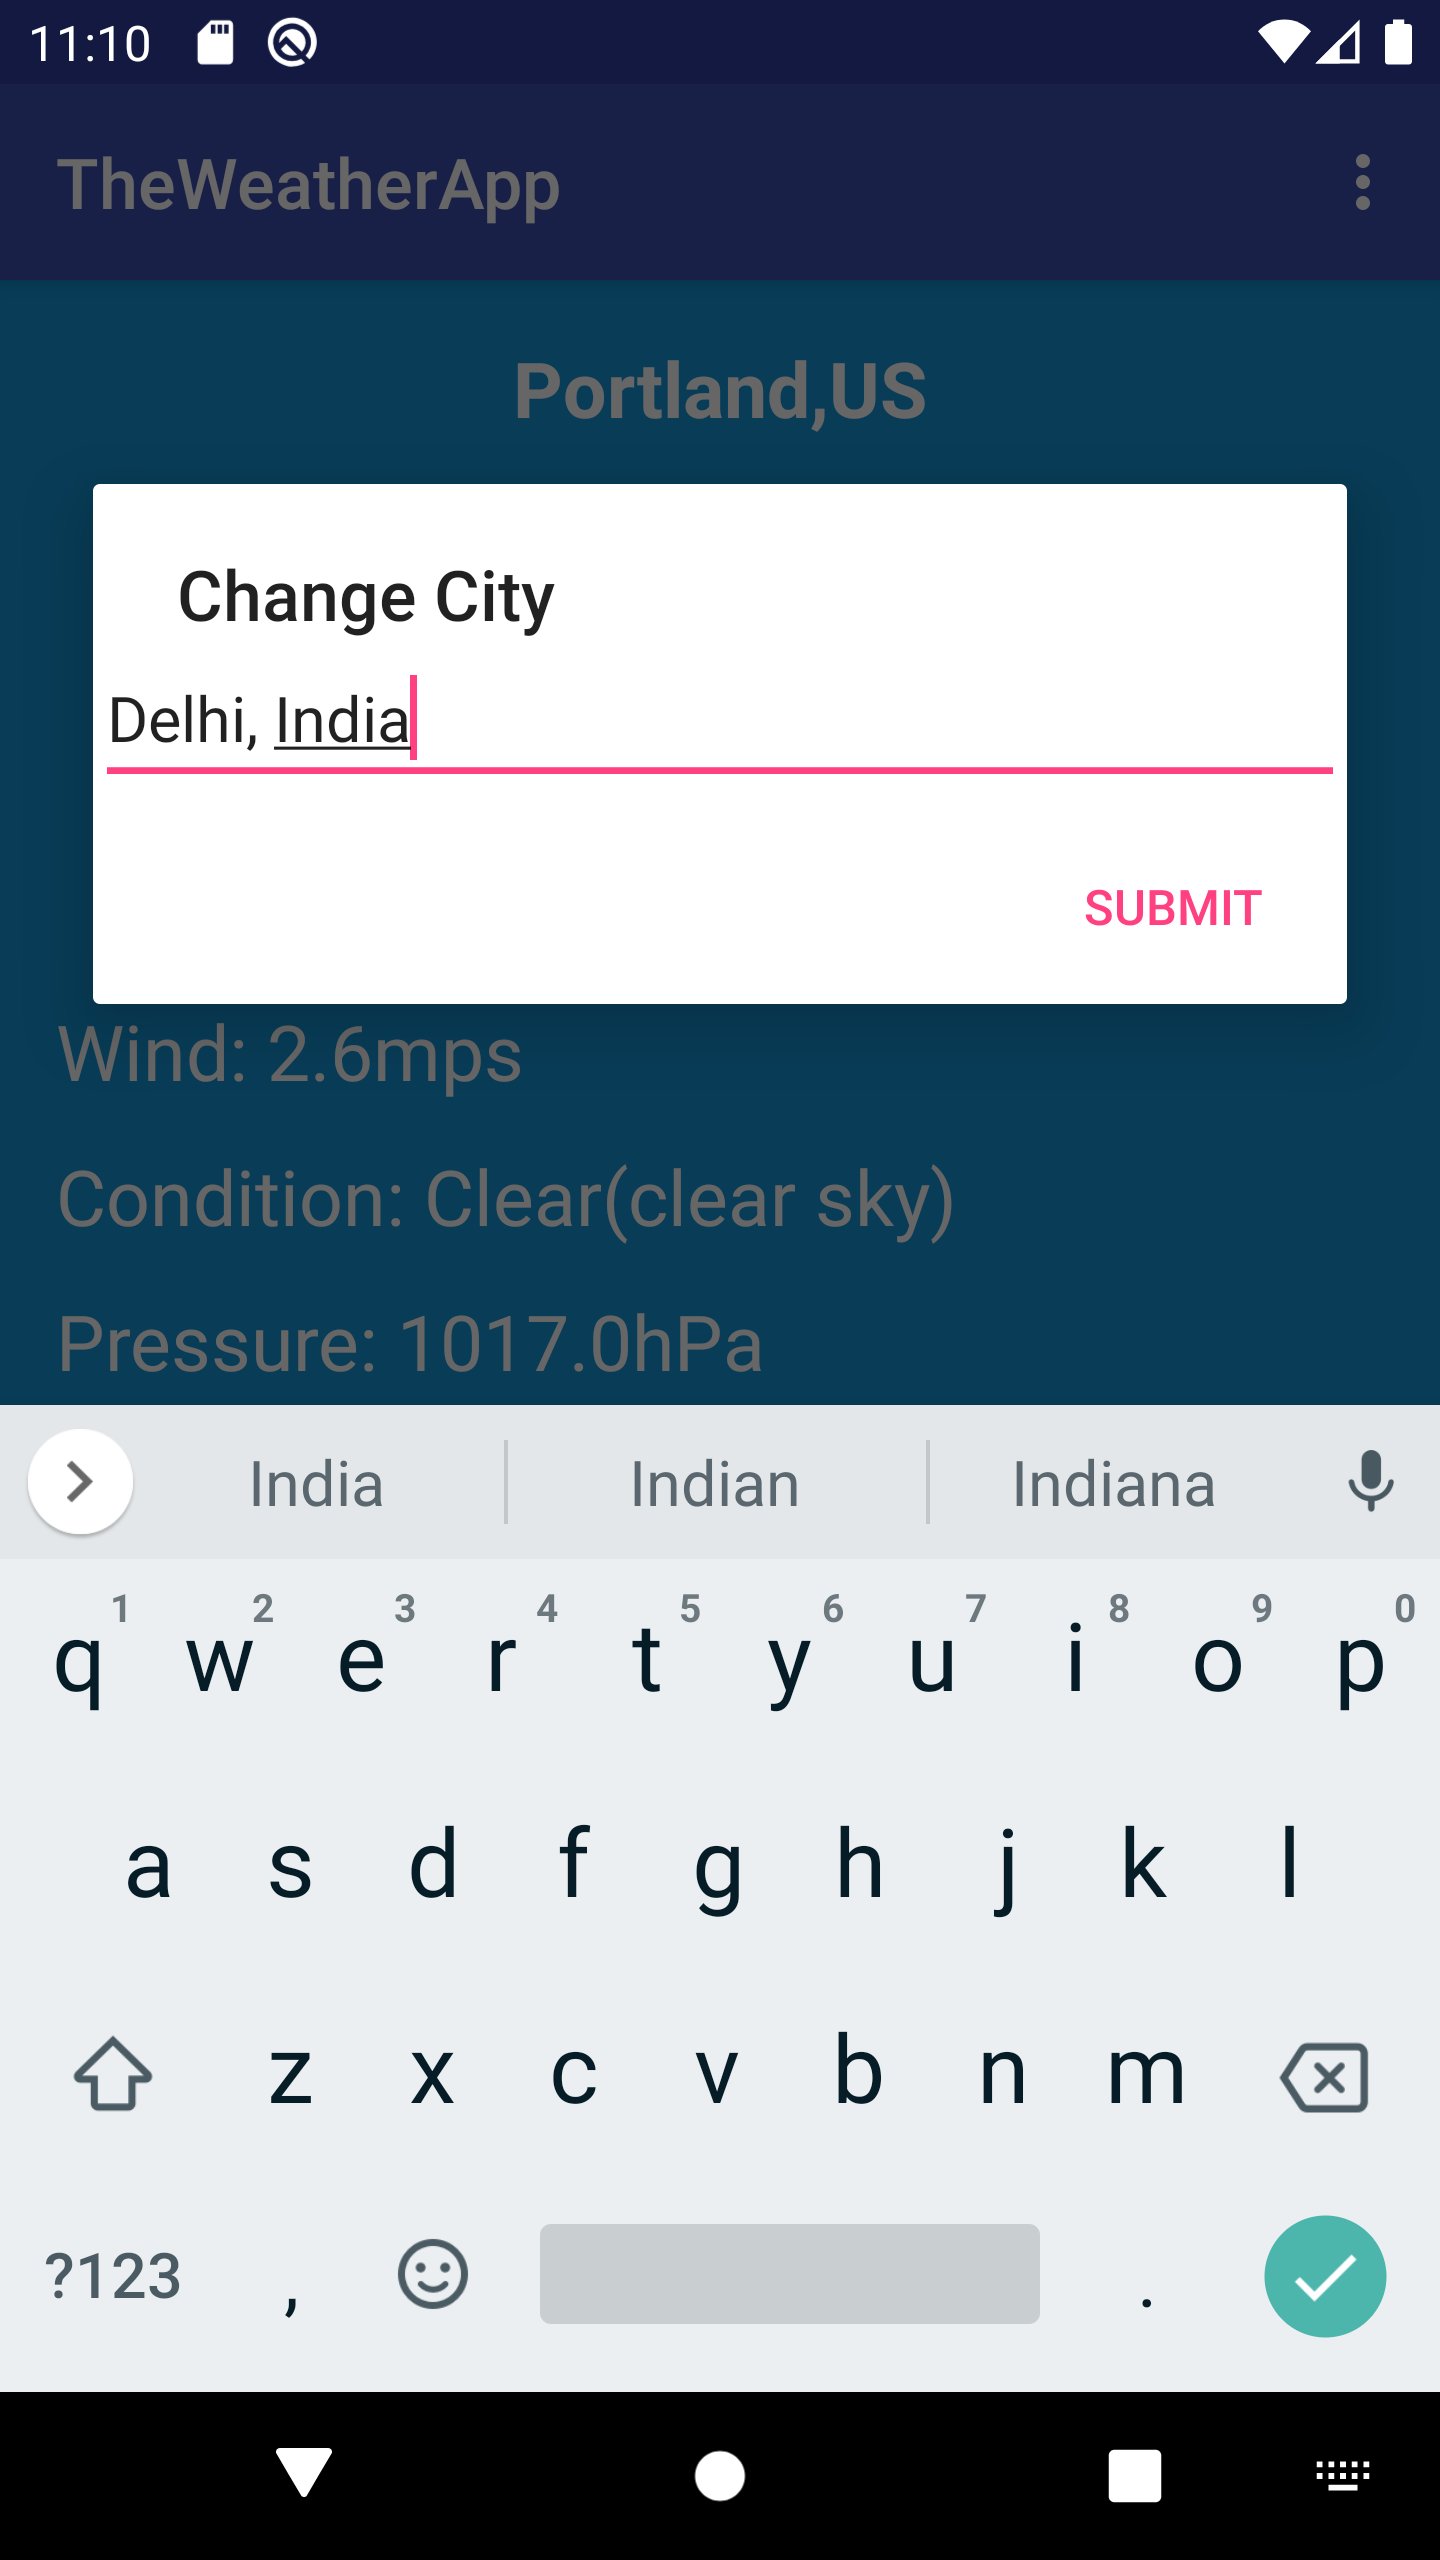 11:10
TheWeatherApp
Portland,US
Change City
Delhi, India
SUBMIT
Wind: 2.6mps
Condition: Clear(clear sky)
Pressure: 1017.0hPa
India Indian Indiana
1 2 3 4 5 6 7 8 9 0
q w e r t y u i o p
a s d f g h j k l
z x c v b n m
?123 , .